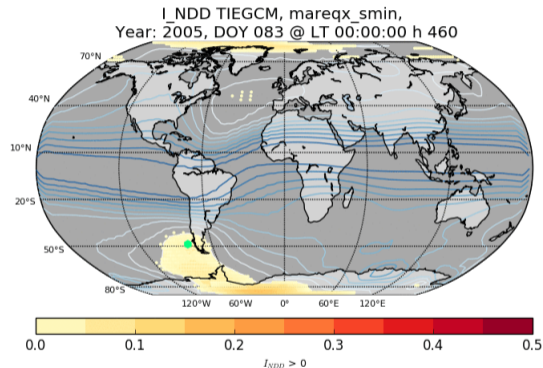 I_NDD TIEGCM, mareqx_smin,
Year: 2005, DOY 083 @ LT 00:00:00 h 460
70°N
40°N
10°N
20°S
50°S
80°S
120°W 60°W 0° 60°E 120°E
0.0 0.1 0.2 0.3 0.4 0.5
I_NDD > 0